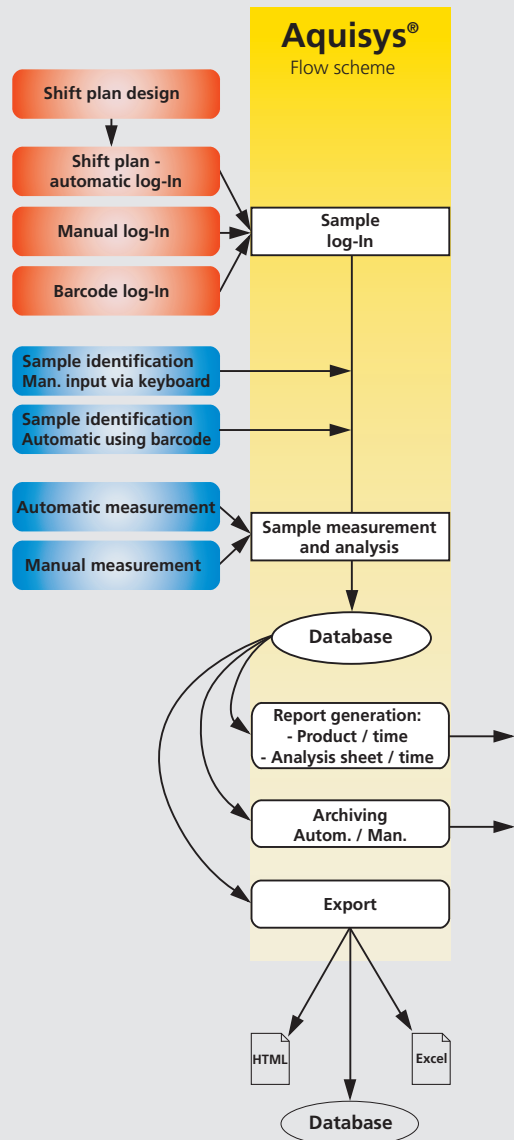 Aquisys®
Flow scheme
Shift plan design
Shift plan -
automatic log-In
Manual log-In
Barcode log-In
Sample
log-In
Sample identification
Man. input via keyboard
Sample identification
Automatic using barcode
Automatic measurement
Manual measurement
Sample measurement
and analysis
Database
Report generation:
- Product / time
- Analysis sheet / time
Archiving
Autom. / Man.
Export
HTML
Excel
Database